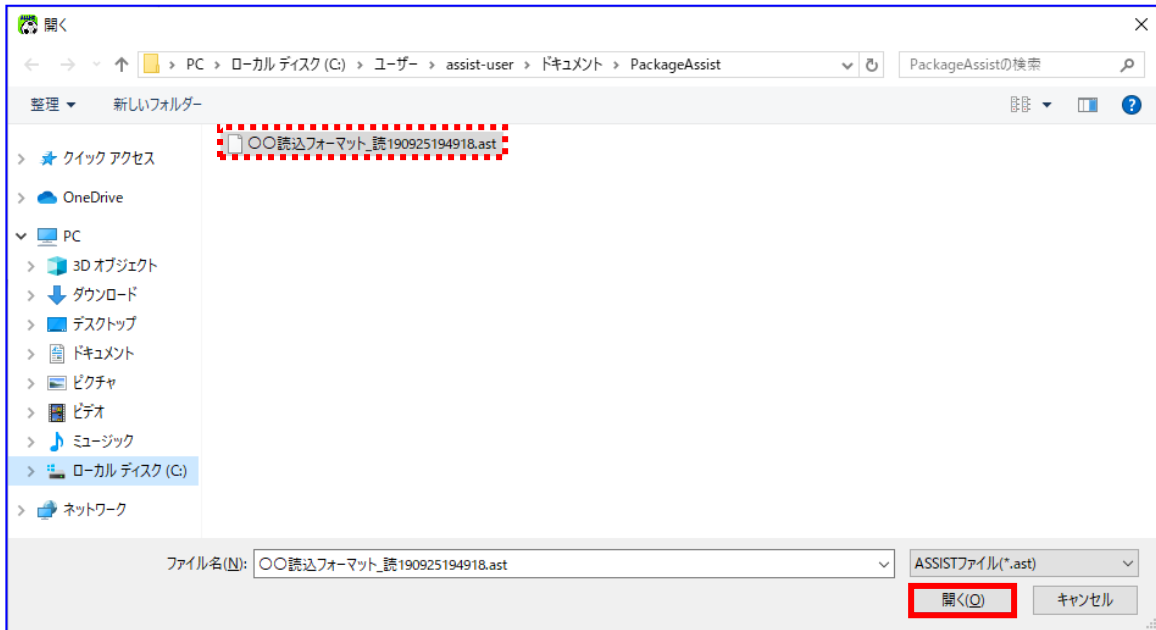 開く
PC › ローカル ディスク (C:) › ユーザー › assist-user › ドキュメント › PackageAssist
PackageAssistの検索
整理 新しいフォルダー
〇〇読込フォーマット_読190925194918.ast
クイック アクセス
OneDrive
PC
3D オブジェクト
ダウンロード
デスクトップ
ドキュメント
ピクチャ
ビデオ
ミュージック
ローカル ディスク (C:)
ネットワーク
ファイル名(N): 〇〇読込フォーマット_読190925194918.ast
ASSISTファイル(*.ast)
開く(O) キャンセル